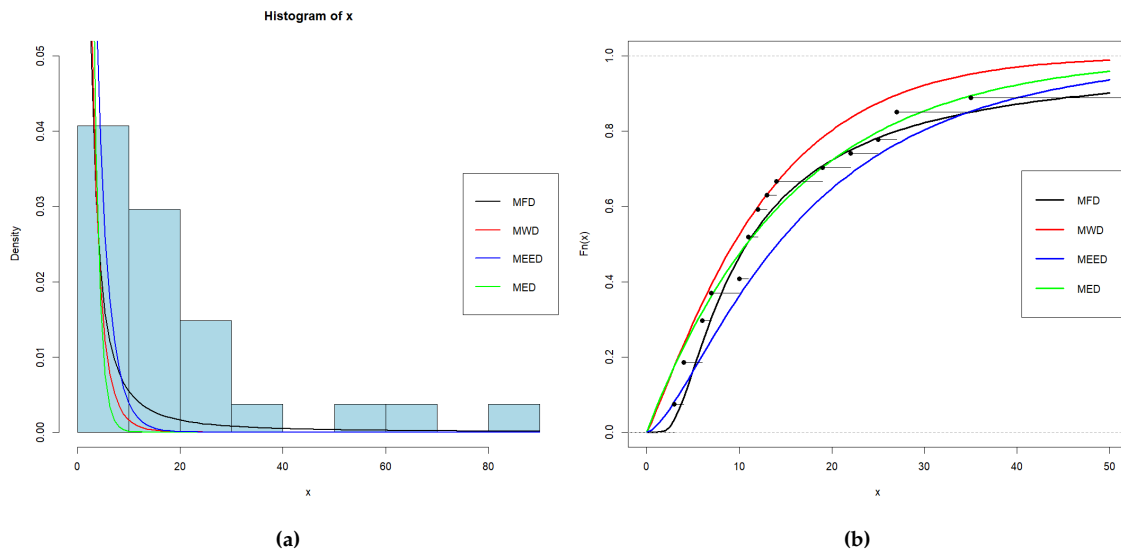 Histogram of x
Density
0.05
0.04
0.03
0.02
0.01
0.00
MFD
MWD
MEED
MED
0 20 40 60 80
x
(a)
Fn(x)
1.0
0.8
0.6
0.4
0.2
0.0
MFD
MWD
MEED
MED
0 10 20 30 40 50
x
(b)